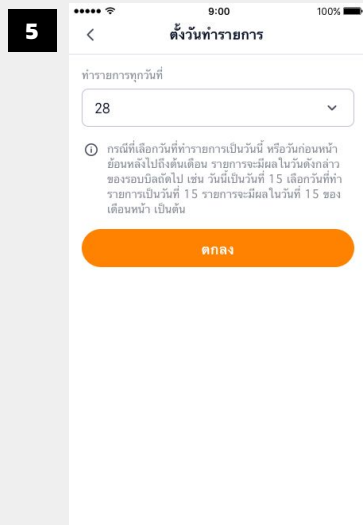 5
9:00
100%
ตั้งวันทำรายการ
ทำรายการทุกวันที่
28
กรณีที่เลือกวันที่ทำรายการเป็นวันนี้ หรือวันก่อนหน้า
ย้อนหลังไปถึงต้นเดือน รายการจะมีผลในวันดังกล่าว
ของรอบบิลถัดไป เช่น วันนี้เป็นวันที่ 15 เลือกวันที่ทำ
รายการเป็นวันที่ 15 รายการจะมีผลในวันที่ 15 ของ
เดือนหน้า เป็นต้น
ตกลง